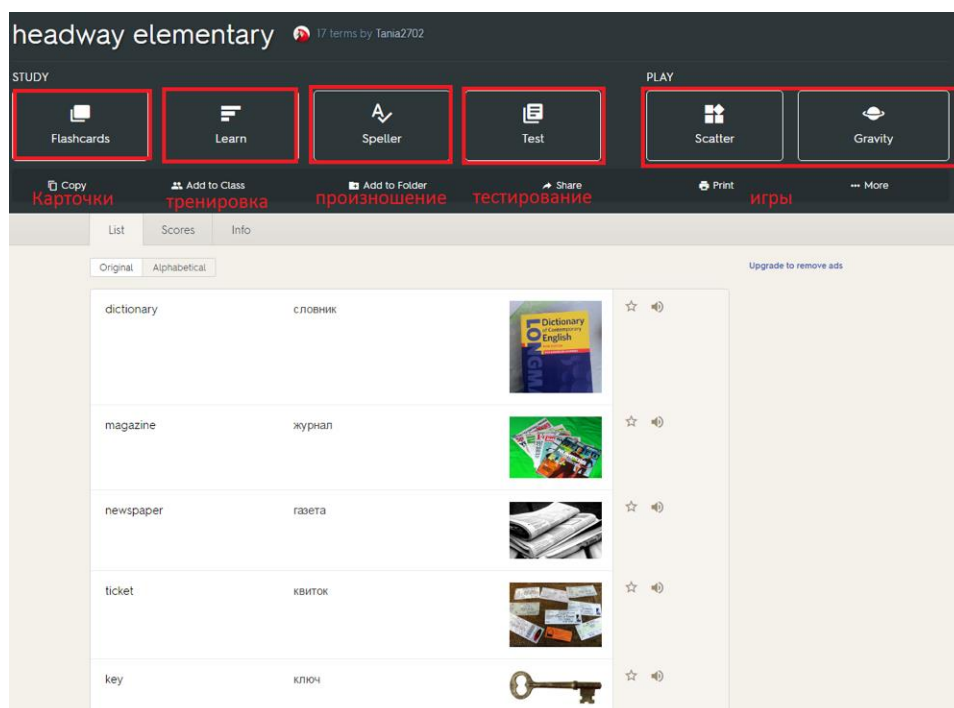 headway elementary 17 terms by Tania2702
STUDY PLAY
Flashcards Learn Speller Test Scatter Gravity
Copy Add to Class Add to Folder Share Print More
Карточки тренировка произношение тестирование игры
List Scores Info
Original Alphabetical Upgrade to remove ads
dictionary словник
LONGMA
Dictionary
of Contemporary
English
magazine журнал
newspaper газета
ticket квиток
key ключ